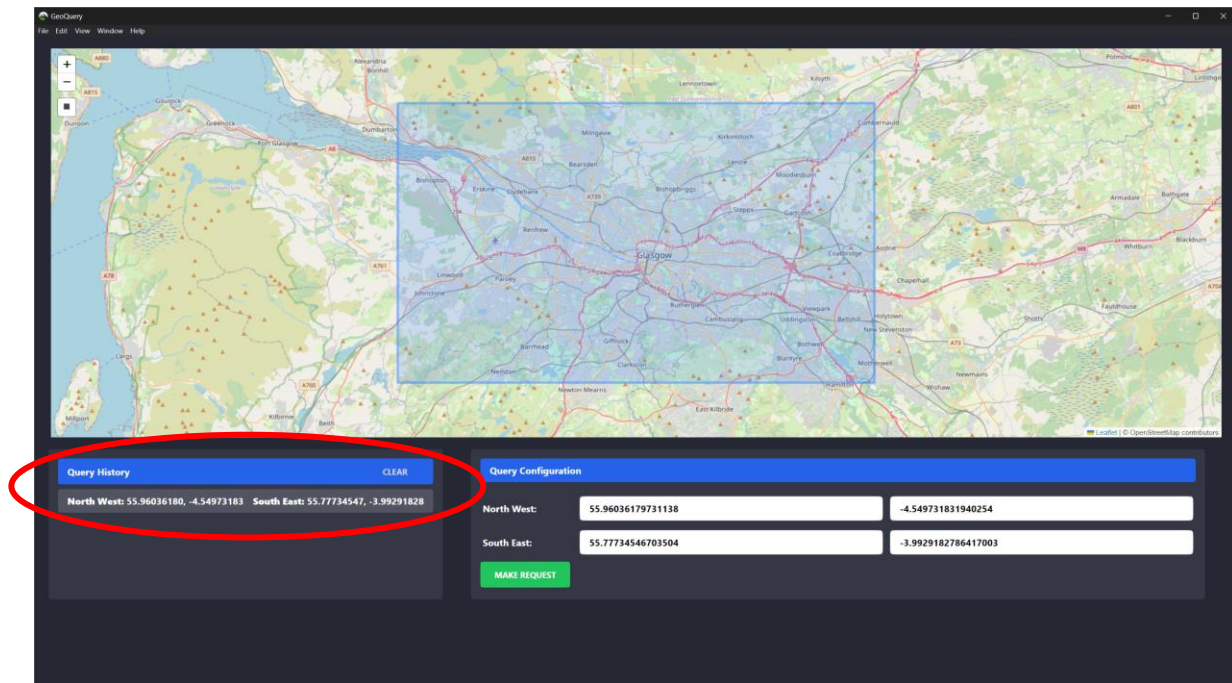 GeoQuery
File Edit View Window Help
+
−
A880
Alexandria
Bonhill
Lennoxtown
Kilsyth
Polmont
A815
Gourock
Dunoon
Greenock
Port Glasgow
A8
Dumbarton
Milngavie
Kirkintilloch
Cumbernauld
A801
A810
Bearsden
Lenzie
Moodiesburn
Bishopton
Erskine
Clydebank
A739
Bishopbriggs
Stepps
Gartcosh
Armadale
Bathgate
Renfrew
Glasgow
Coatbridge
Airdrie
M8
Whitburn
Blackburn
A78
A761
Linwood
Paisley
Johnstone
Chapelhall
A704
Rutherglen
Viewpark
Cambuslang
Uddingston
Bellshill
Holytown
New Stevenston
Shotts
Fauldhouse
Barrhead
Giffnock
Bothwell
A73
Largs
Clarkston
Blantyre
Motherwell
Neilston
Newmains
A760
Newton Mearns
Hamilton
Wishaw
Millport
Kilbirnie
Beith
East Kilbride
Leaflet | © OpenStreetMap contributors
Query History CLEAR
North West: 55.96036180, -4.54973183 South East: 55.77734547, -3.99291828
Query Configuration
North West: 55.96036179731138 -4.549731831940254
South East: 55.77734546703504 -3.9929182786417003
MAKE REQUEST